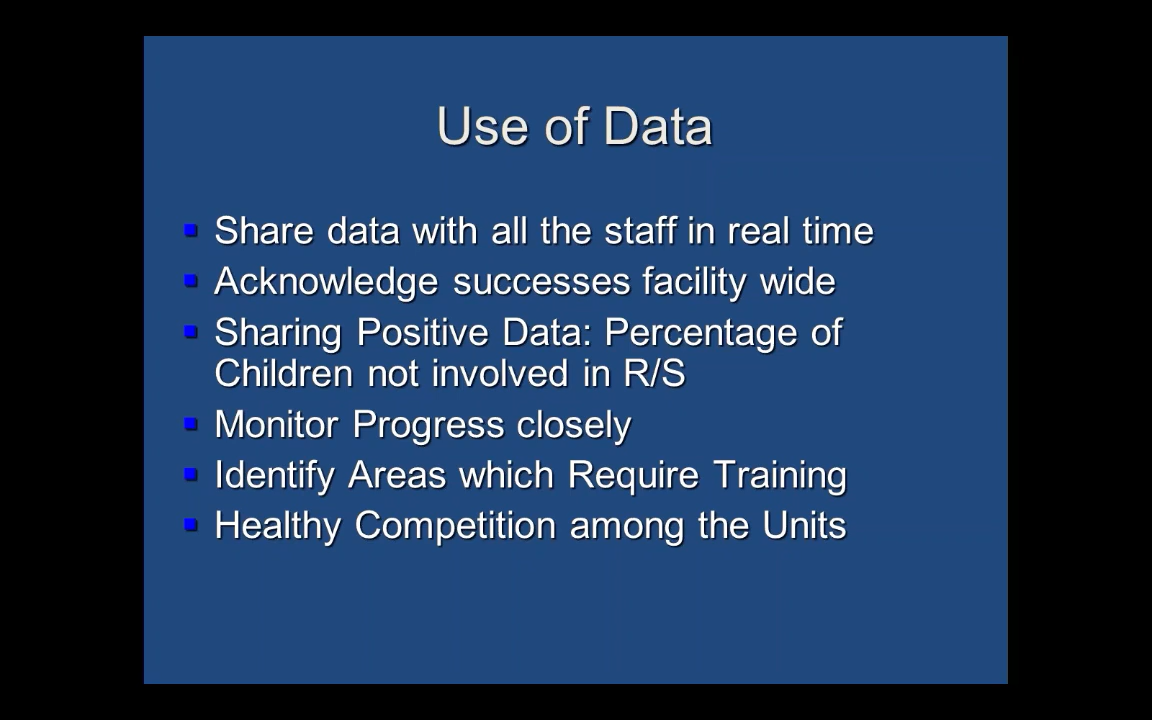 Use of Data
Share data with all the staff in real time
Acknowledge successes facility wide
Sharing Positive Data: Percentage of
Children not involved in R/S
Monitor Progress closely
Identify Areas which Require Training
Healthy Competition among the Units